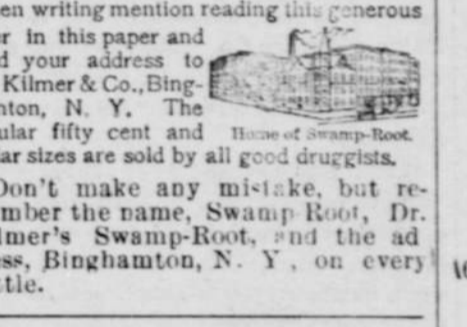 en writing mention reading this generous
r in this paper and
d your address to
Kilmer & Co., Bing-
nton, N. Y. The
ular fifty cent and
Home of Swamp-Root.
ar sizes are sold by all good druggists.
Don't make any mistake, but re-
mber the name, Swamp Root, Dr.
lmer's Swamp-Root, and the ad
ess, Binghamton, N. Y , on every
ttle.